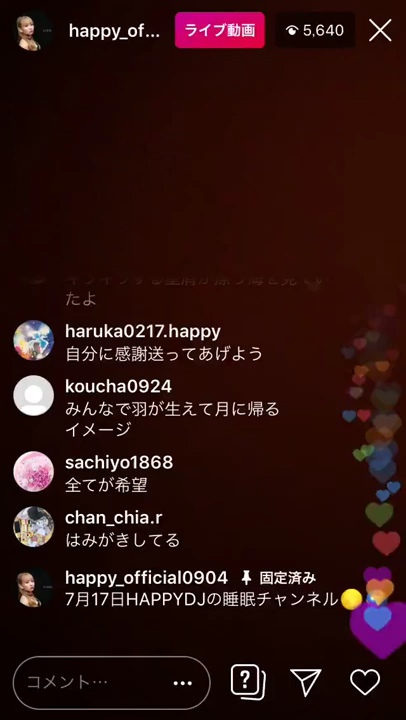 happy_of...
ライブ動画
5,640
たよ
haruka0217.happy
自分に感謝送ってあげよう
koucha0924
みんなで羽が生えて月に帰る
イメージ
sachiyo1868
全てが希望
chan_chia.r
はみがきしてる
happy_official0904 固定済み
7月17日HAPPYDJの睡眠チャンネル
コメント…